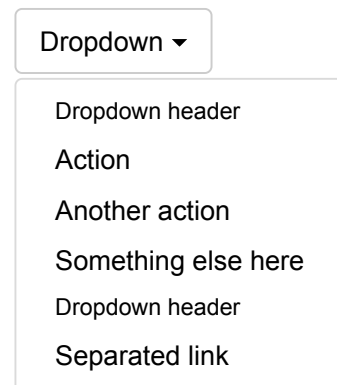 Dropdown
Dropdown header
Action
Another action
Something else here
Dropdown header
Separated link